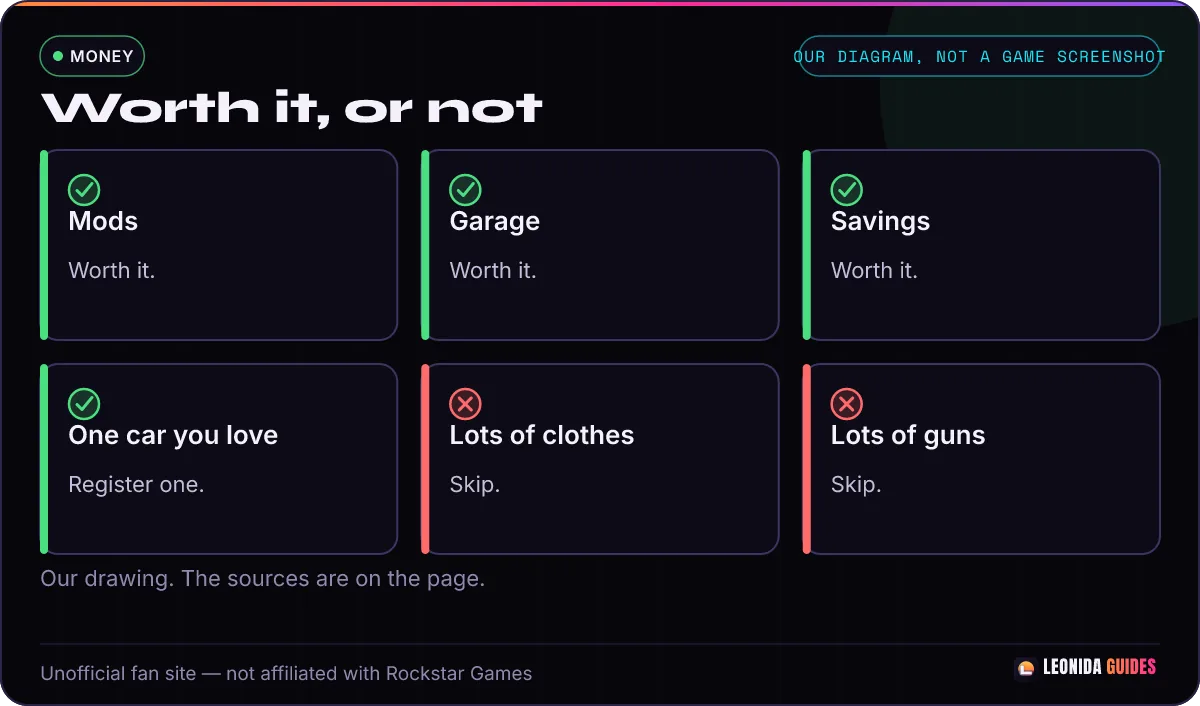 MONEY
OUR DIAGRAM, NOT A GAME SCREENSHOT
Worth it, or not
Mods
Worth it.
Garage
Worth it.
Savings
Worth it.
One car you love
Register one.
Lots of clothes
Skip.
Lots of guns
Skip.
Our drawing. The sources are on the page.
Unofficial fan site — not affiliated with Rockstar Games
LEONIDA GUIDES